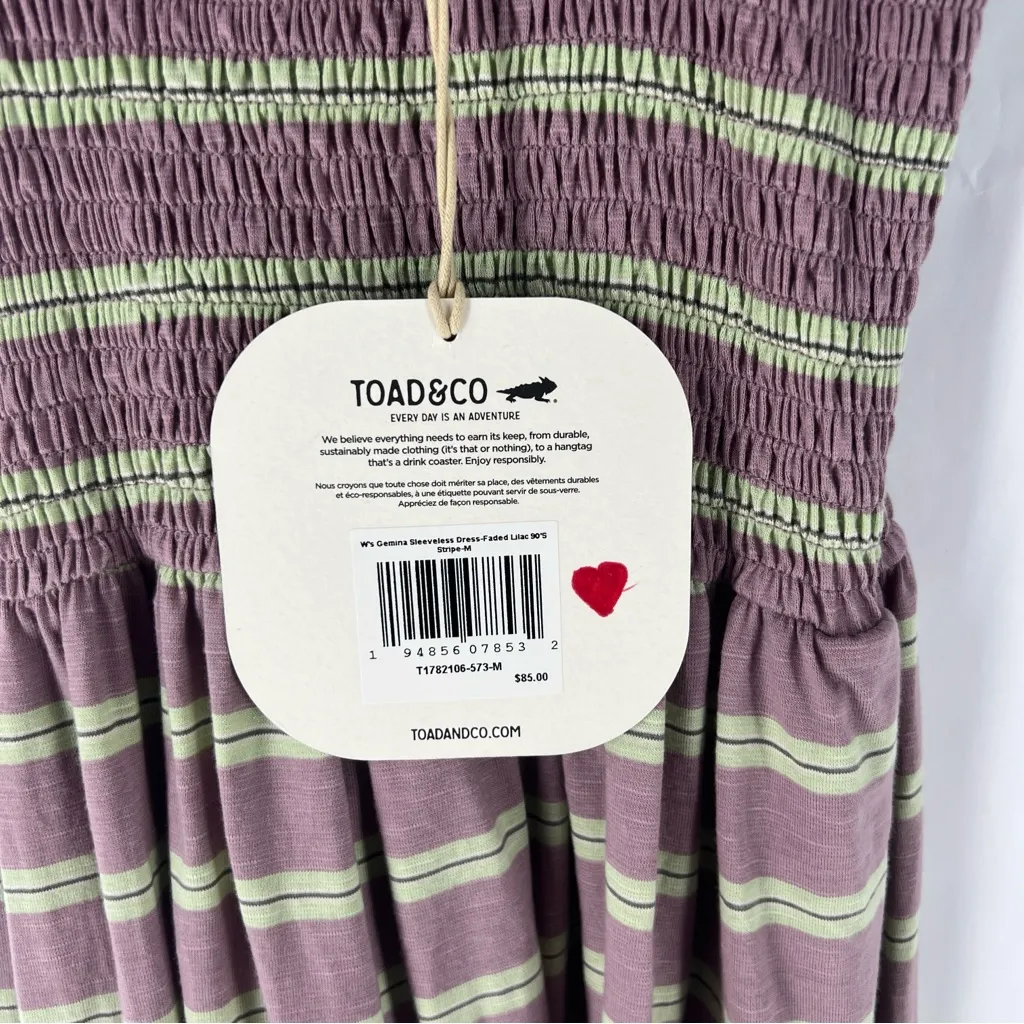 TOAD&CO
EVERY DAY IS AN ADVENTURE
We believe everything needs to earn its keep, from durable,
sustainably made clothing (it's that or nothing), to a hangtag
that's a drink coaster. Enjoy responsibly.
Nous croyons que toute chose doit mériter sa place, des vêtements durables
et éco-responsables, à une étiquette pouvant servir de sous-verre.
Appréciez de façon responsable.
W's Gemina Sleeveless Dress-Faded Lilac 90'S
Stripe-M
1 94856 07853 2
T1782106-573-M
$85.00
TOADANDCO.COM